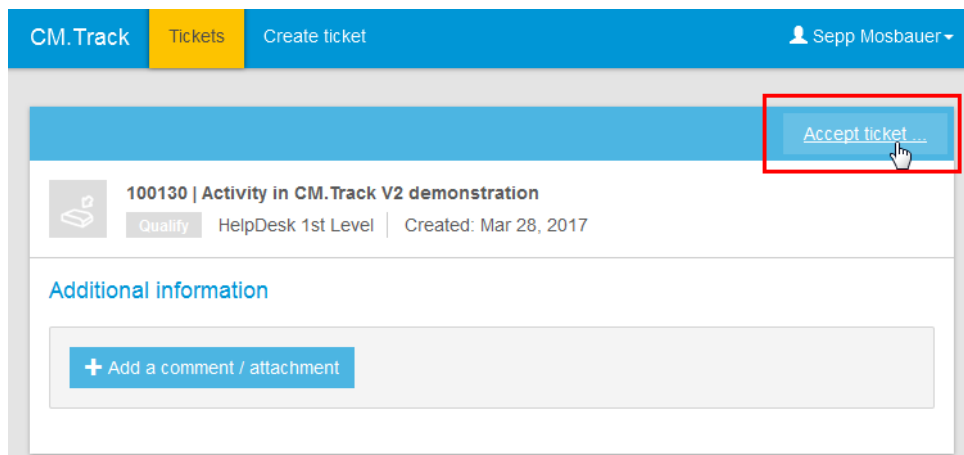 CM.Track Tickets Create ticket Sepp Mosbauer
Accept ticket ...
100130 | Activity in CM.Track V2 demonstration
Qualify HelpDesk 1st Level Created: Mar 28, 2017
Additional information
+ Add a comment / attachment